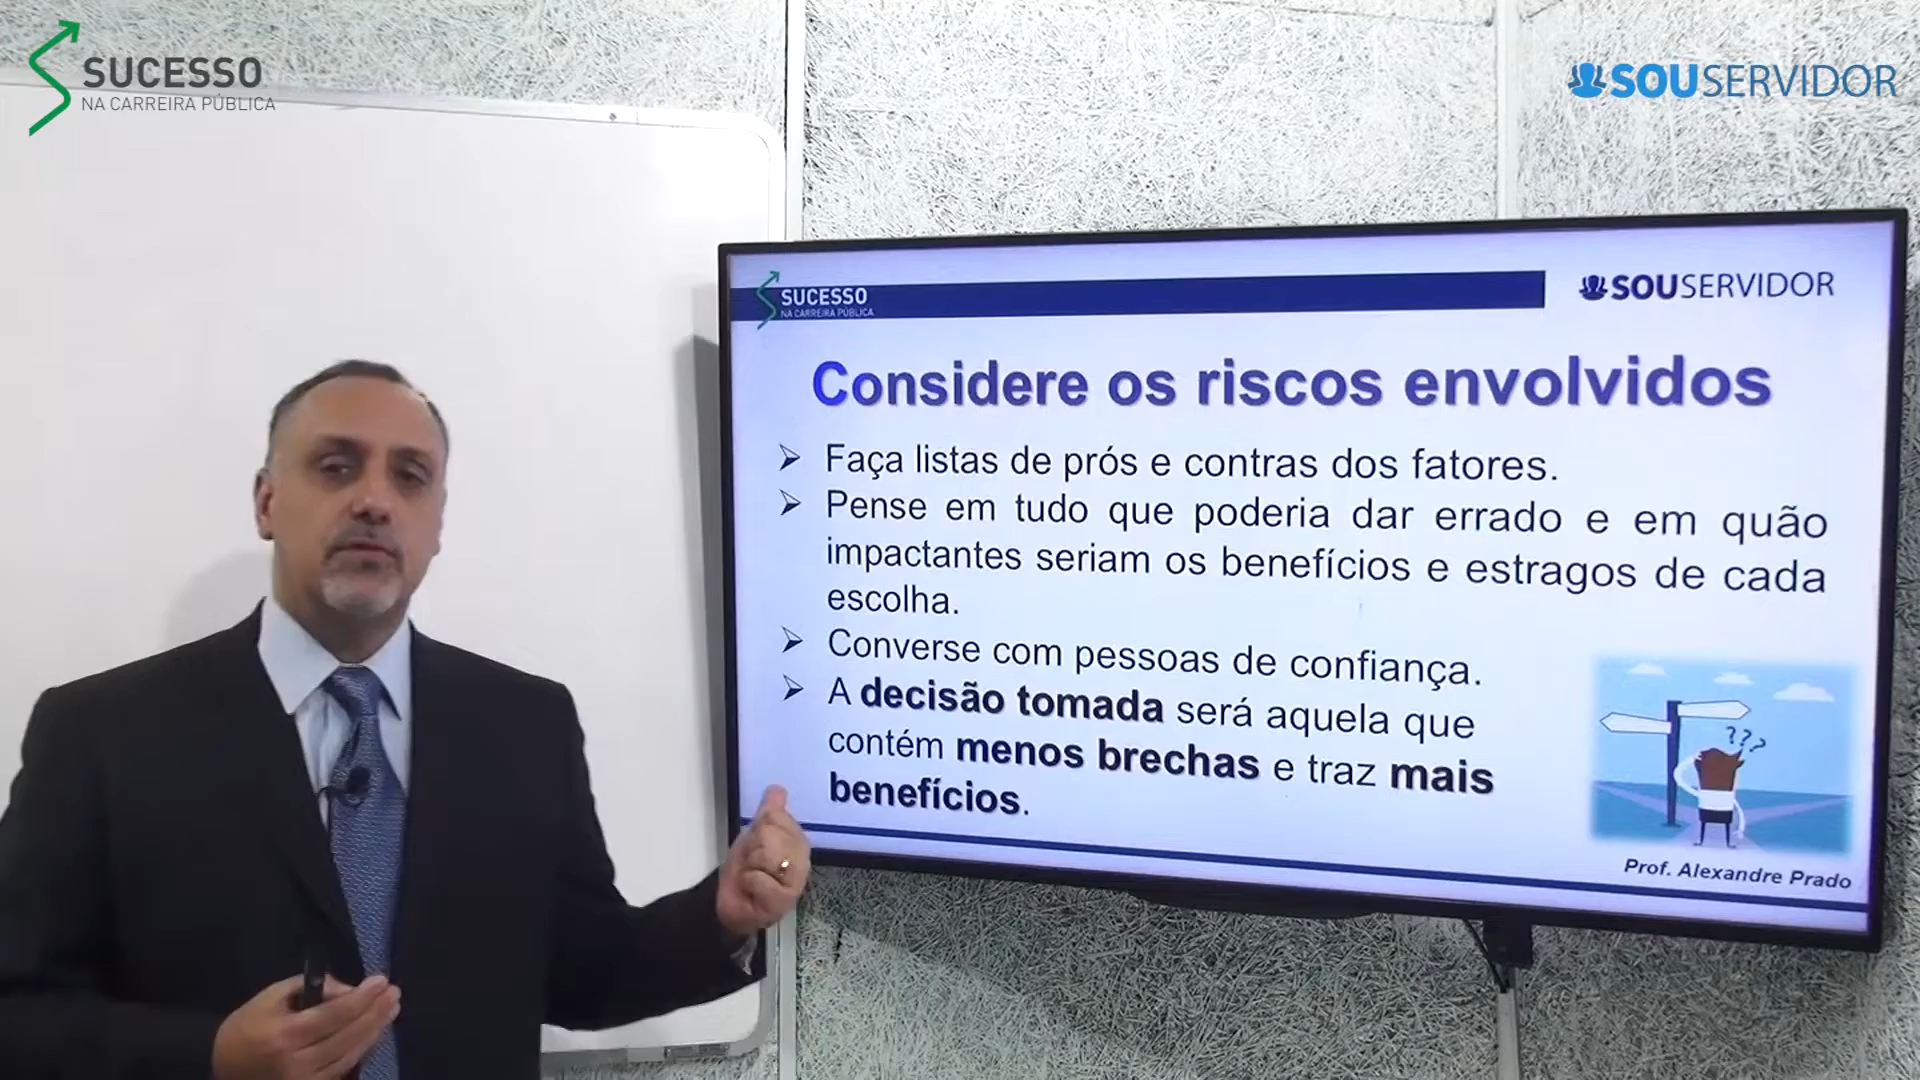 SUCESSO
NA CARREIRA PÚBLICA
SOUSERVIDOR
SUCESSO
NA CARREIRA PÚBLICA
SOUSERVIDOR
Considere os riscos envolvidos
Faça listas de prós e contras dos fatores.
Pense em tudo que poderia dar errado e em quão
impactantes seriam os benefícios e estragos de cada
escolha.
Converse com pessoas de confiança.
A decisão tomada será aquela que
contém menos brechas e traz mais
benefícios.
???
Prof. Alexandre Prado